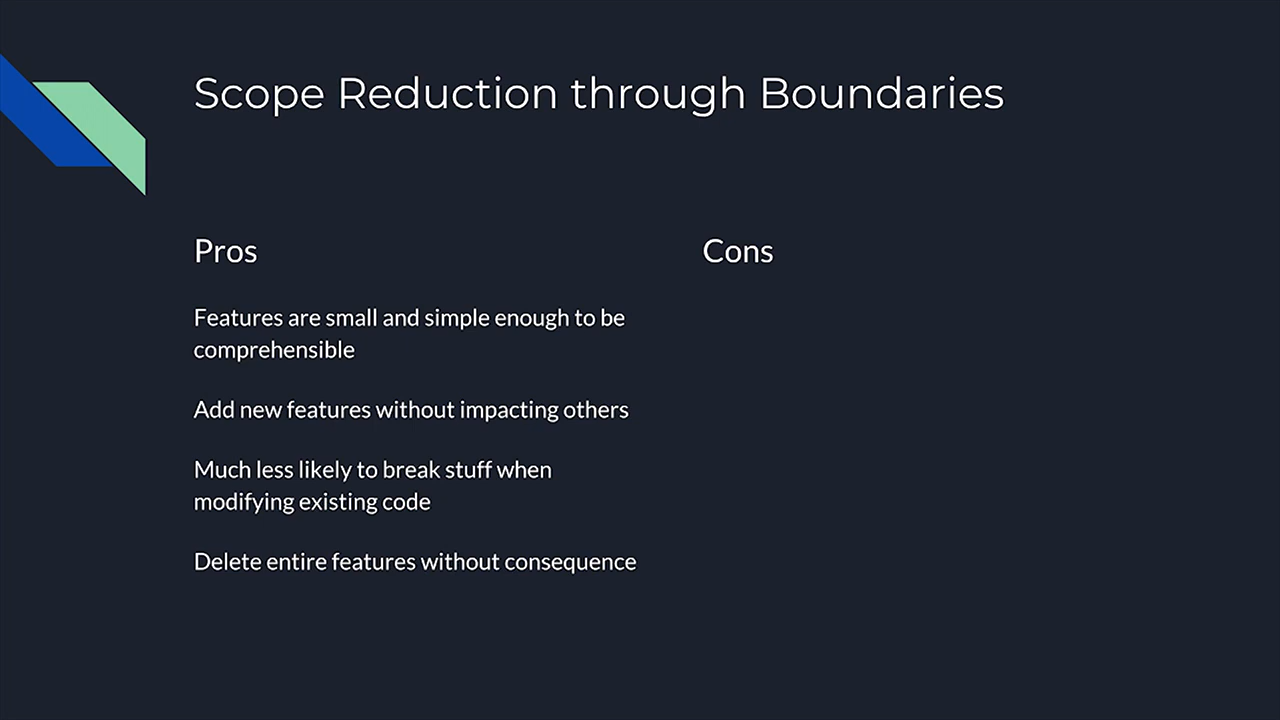 Scope Reduction through Boundaries
Pros
Features are small and simple enough to be
comprehensible
Add new features without impacting others
Much less likely to break stuff when
modifying existing code
Delete entire features without consequence
Cons